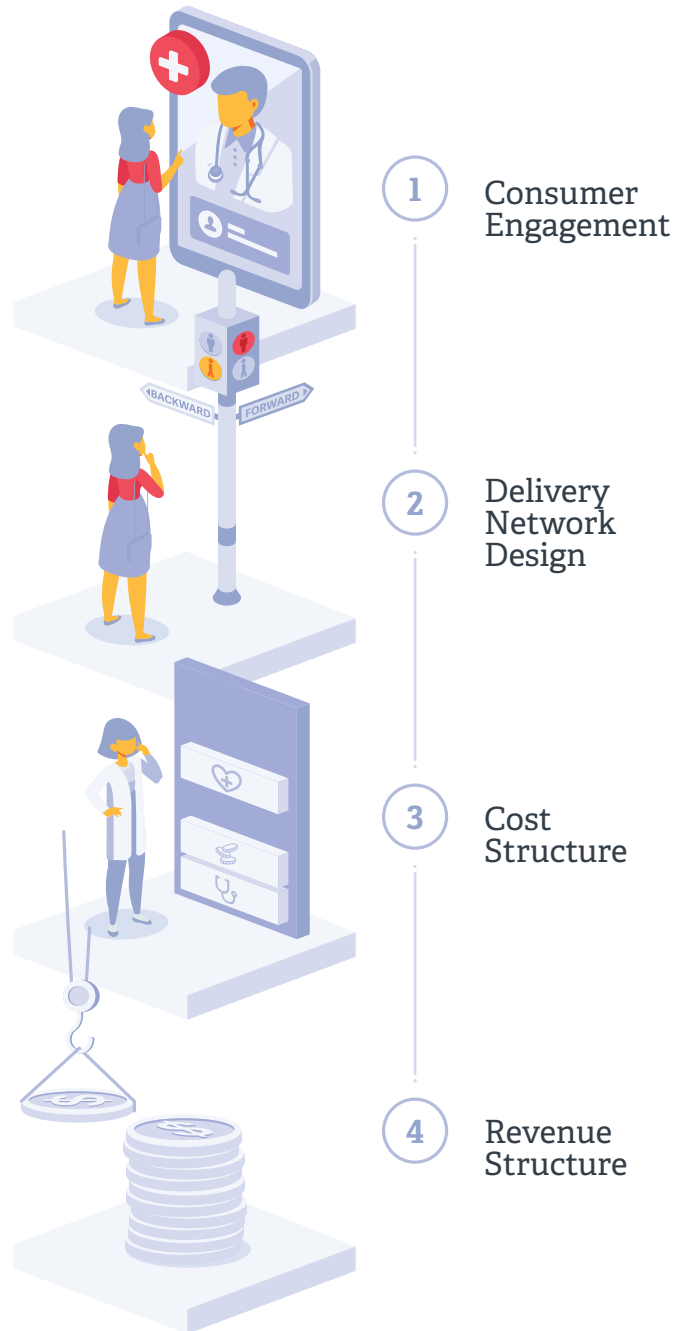 1
Consumer
Engagement
BACKWARD
FORWARD
2
Delivery
Network
Design
3
Cost
Structure
$
$
4
Revenue
Structure